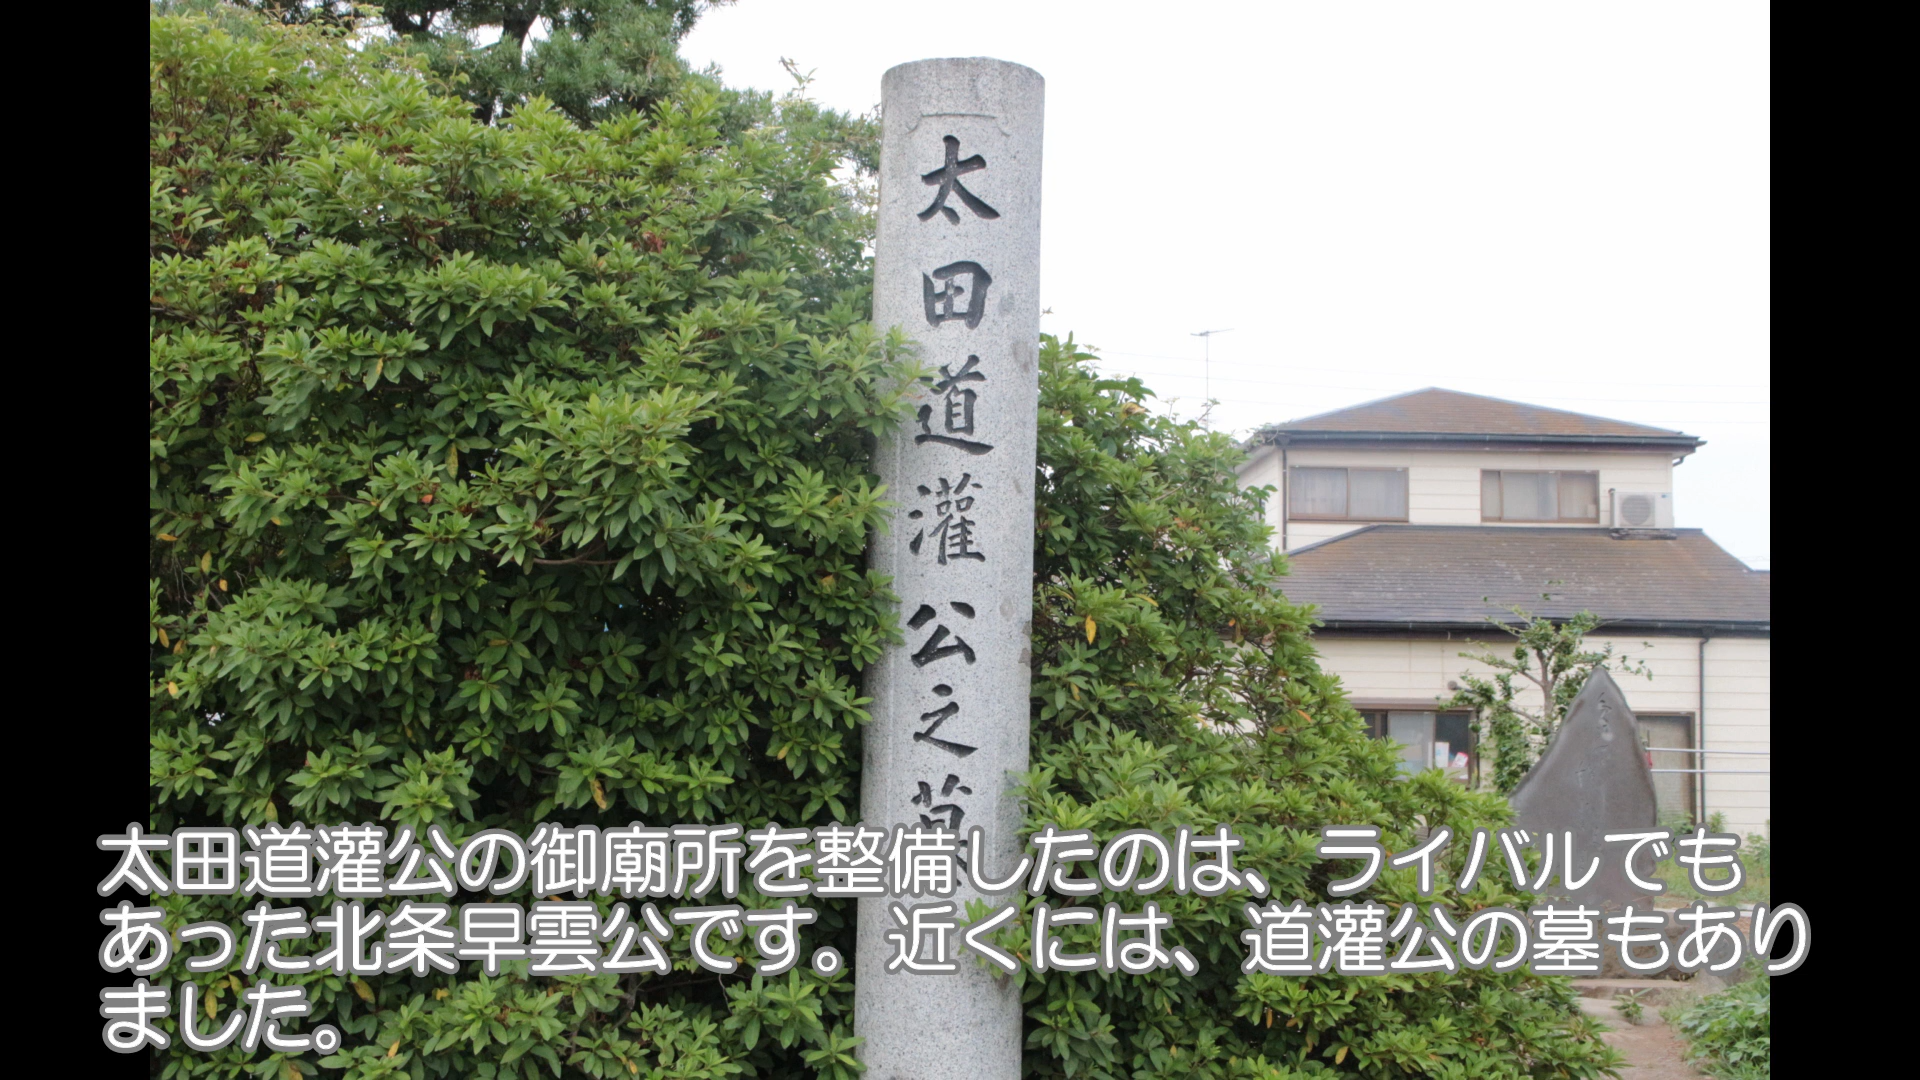 太田道灌公之墓
太田道灌公の御廟所を整備したのは、ライバルでも
あった北条早雲公です。近くには、道灌公の墓もあり
ました。